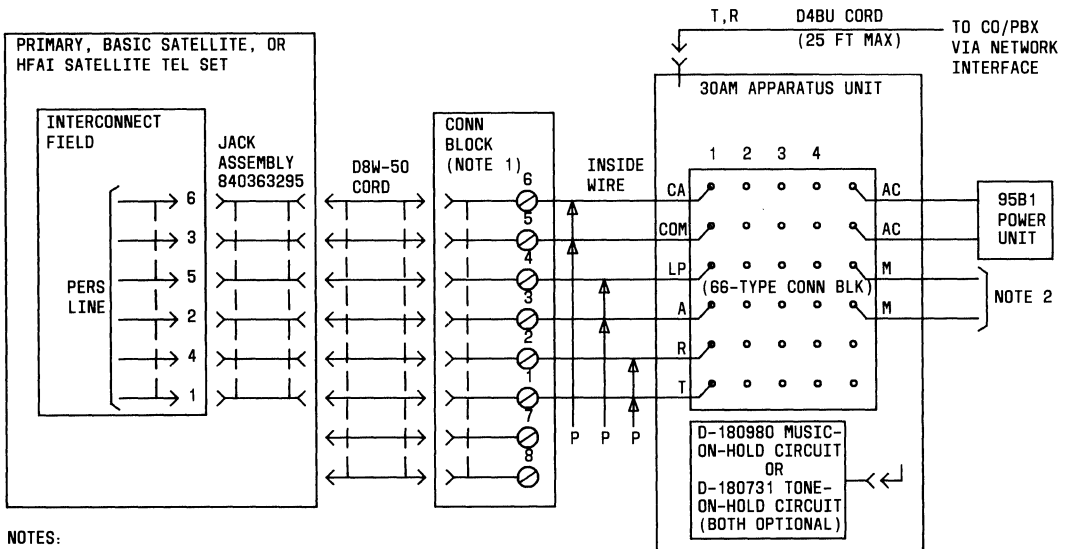 T,R
D4BU CORD
(25 FT MAX)
TO CO/PBX
VIA NETWORK
INTERFACE
PRIMARY, BASIC SATELLITE, OR
HFAI SATELLITE TEL SET
INTERCONNECT
FIELD
PERS
LINE
6
3
5
2
4
1
JACK
ASSEMBLY
840363295
D8W-50
CORD
CONN
BLOCK
(NOTE 1)
6
5
4
3
2
1
7
8
INSIDE
WIRE
P P P
30AM APPARATUS UNIT
1 2 3 4
CA
COM
LP
A
R
T
(66-TYPE CONN BLK)
AC
AC
M
M
95B1
POWER
UNIT
NOTE 2
D-180980 MUSIC-
ON-HOLD CIRCUIT
OR
D-180731 TONE-
ON-HOLD CIRCUIT
(BOTH OPTIONAL)
NOTES: